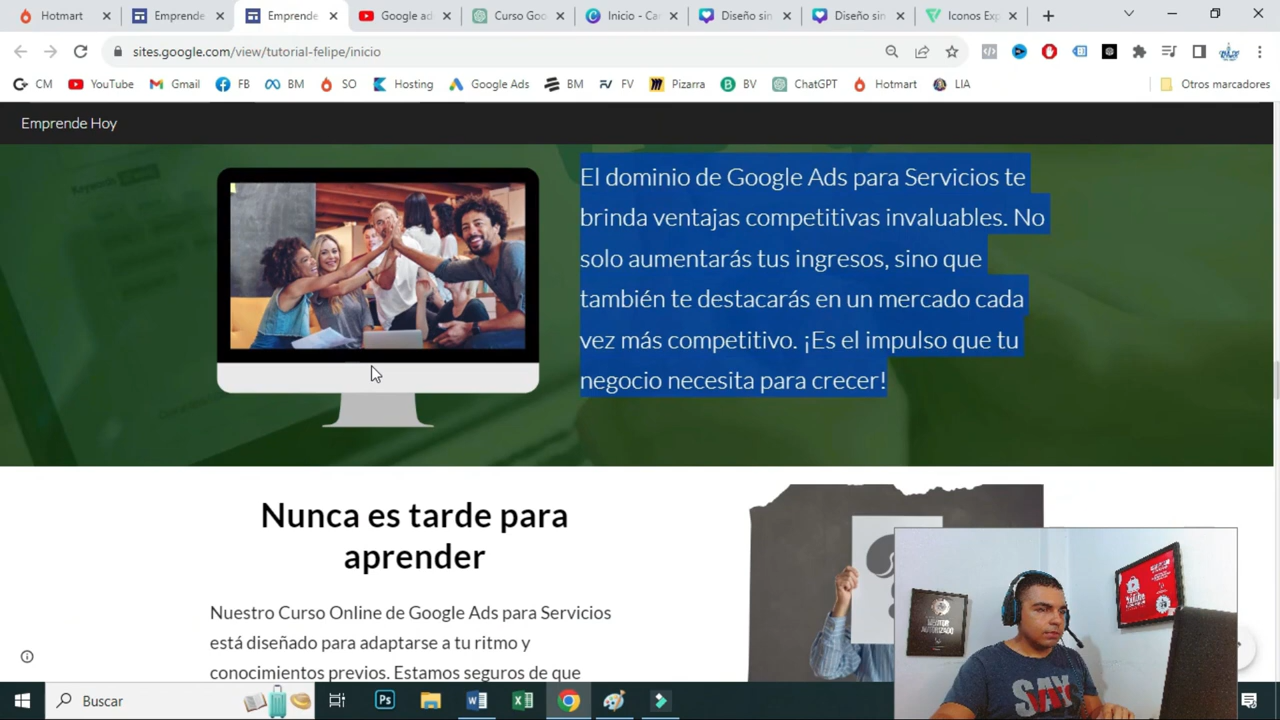 Hotmart
Emprende
Emprende
Google ad
Curso Goo
Inicio - Ca
Diseño sin
Diseño sin
Iconos Exp
sites.google.com/view/tutorial-felipe/inicio
CM
YouTube
Gmail
FB
BM
SO
Hosting
Google Ads
BM
FV
Pizarra
BV
ChatGPT
Hotmart
LIA
Otros marcadores
Emprende Hoy
El dominio de Google Ads para Servicios te
brinda ventajas competitivas invaluables. No
solo aumentarás tus ingresos, sino que
también te destacarás en un mercado cada
vez más competitivo. ¡Es el impulso que tu
negocio necesita para crecer!
Nunca es tarde para
aprender
Nuestro Curso Online de Google Ads para Servicios
está diseñado para adaptarse a tu ritmo y
conocimientos previos. Estamos seguros de que
MENTOR
AUTORIZADO
YouTube
SAY
Buscar
Ps